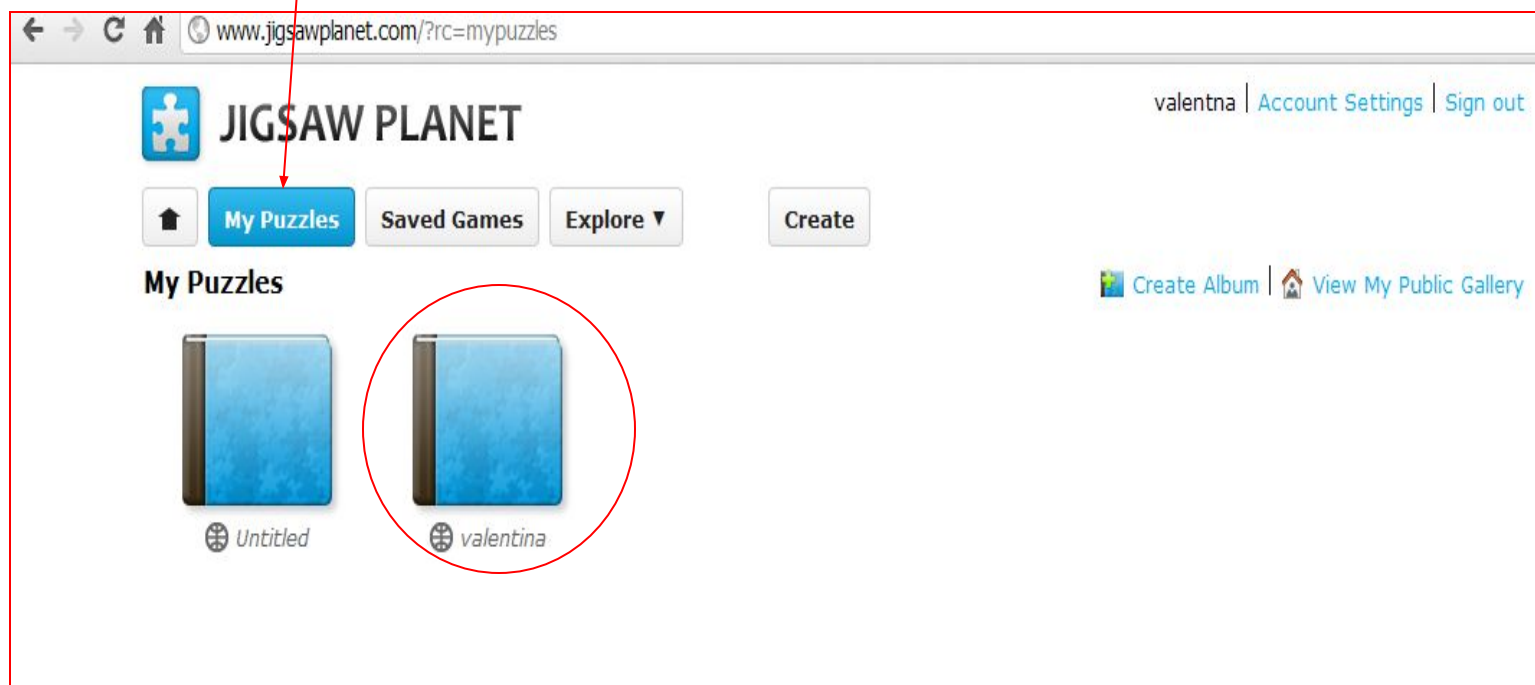 www.jigsawplanet.com/?rc=mypuzzles
JIGSAW PLANET
valentna | Account Settings | Sign out
My Puzzles
Saved Games
Explore ▼
Create
My Puzzles
Create Album | View My Public Gallery
Untitled
valentina